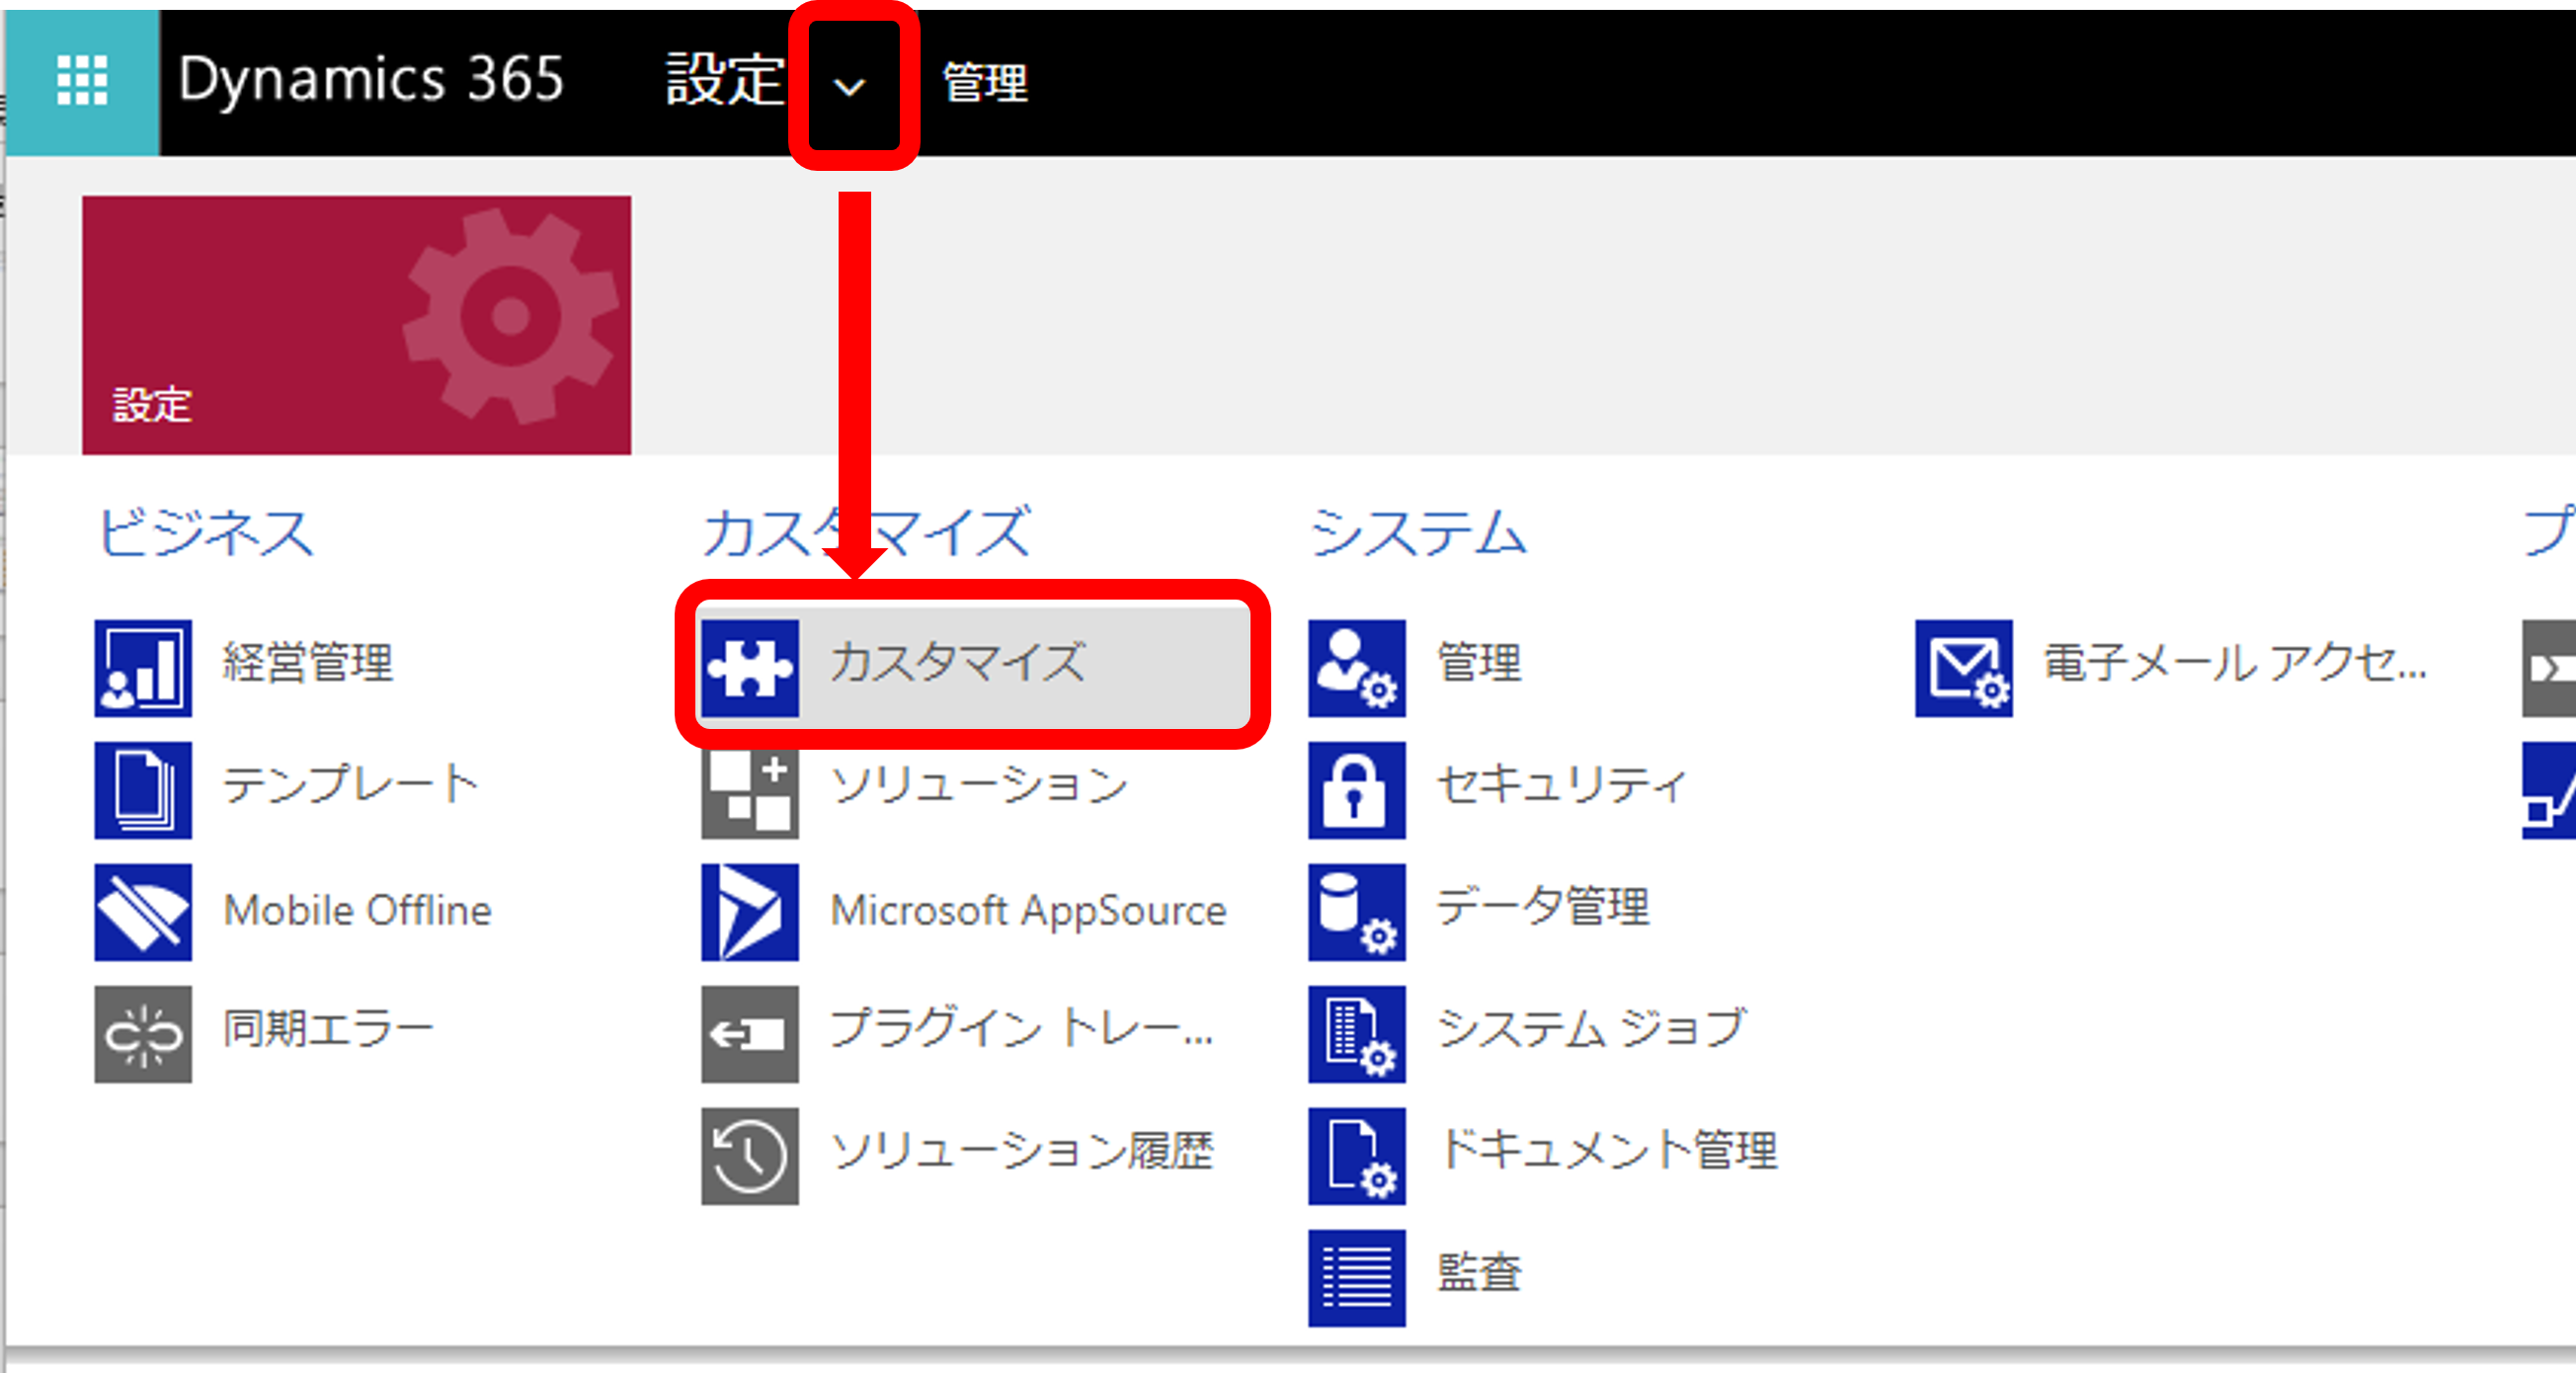 Dynamics 365 設定 管理
設定
ビジネス
経営管理
テンプレート
Mobile Offline
同期エラー
カスタマイズ
カスタマイズ
ソリューション
Microsoft AppSource
プラグイン トレー...
ソリューション履歴
システム
管理
セキュリティ
データ管理
システム ジョブ
ドキュメント管理
監査
電子メール アクセ...
プ